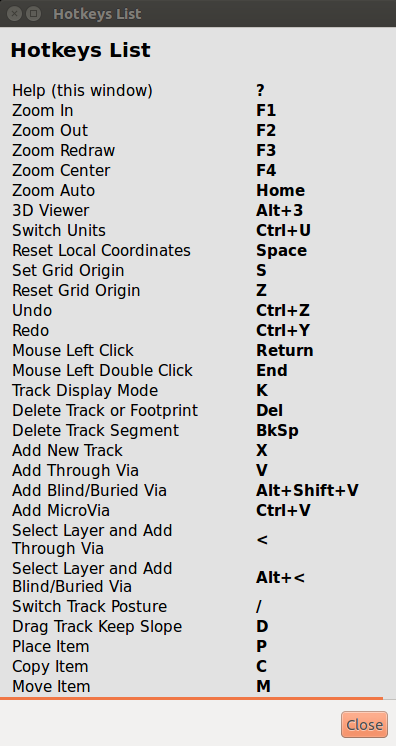 Hotkeys List
Hotkeys List
Help (this window) ?
Zoom In F1
Zoom Out F2
Zoom Redraw F3
Zoom Center F4
Zoom Auto Home
3D Viewer Alt+3
Switch Units Ctrl+U
Reset Local Coordinates Space
Set Grid Origin S
Reset Grid Origin Z
Undo Ctrl+Z
Redo Ctrl+Y
Mouse Left Click Return
Mouse Left Double Click End
Track Display Mode K
Delete Track or Footprint Del
Delete Track Segment BkSp
Add New Track X
Add Through Via V
Add Blind/Buried Via Alt+Shift+V
Add MicroVia Ctrl+V
Select Layer and Add
Through Via <
Select Layer and Add
Blind/Buried Via Alt+<
Switch Track Posture /
Drag Track Keep Slope D
Place Item P
Copy Item C
Move Item M
Close